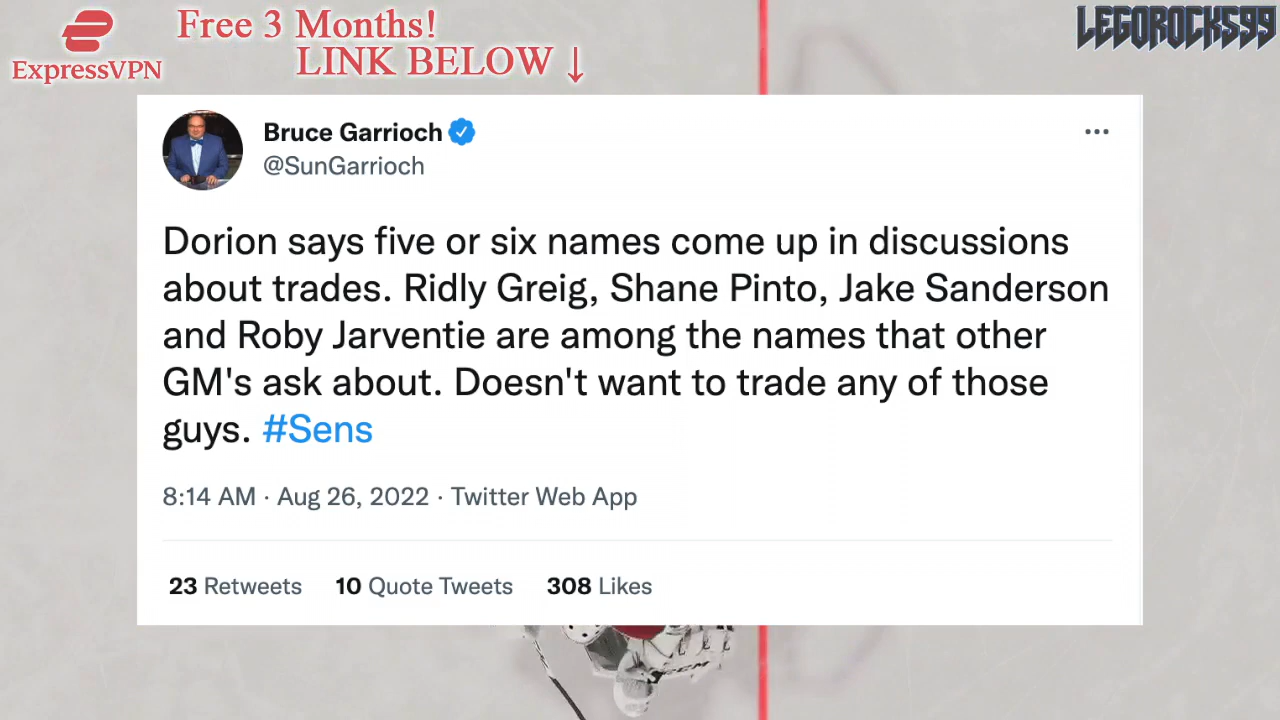 Free 3 Months!
LINK BELOW ↓
ExpressVPN
LEGOROCKS99
Bruce Garrioch
@SunGarrioch
Dorion says five or six names come up in discussions
about trades. Ridly Greig, Shane Pinto, Jake Sanderson
and Roby Jarventie are among the names that other
GM's ask about. Doesn't want to trade any of those
guys. #Sens
8:14 AM · Aug 26, 2022 · Twitter Web App
23 Retweets 10 Quote Tweets 308 Likes
CCM